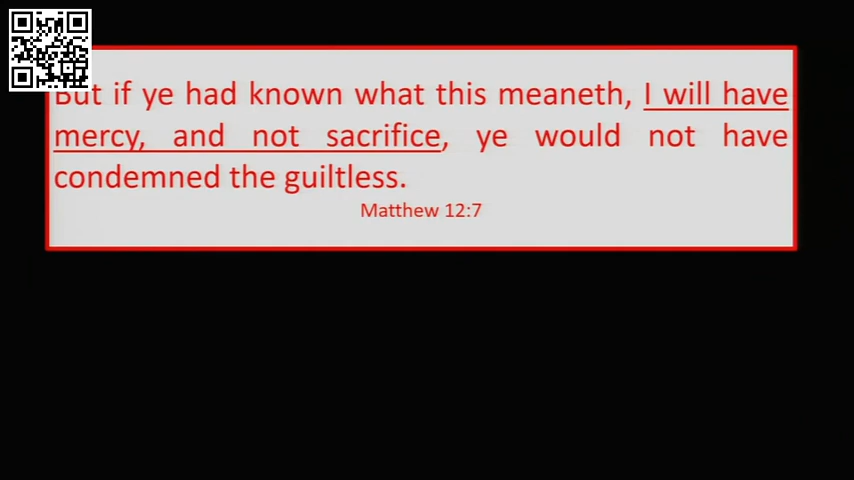 But if ye had known what this meaneth, I will have
mercy, and not sacrifice, ye would not have
condemned the guiltless.
Matthew 12:7